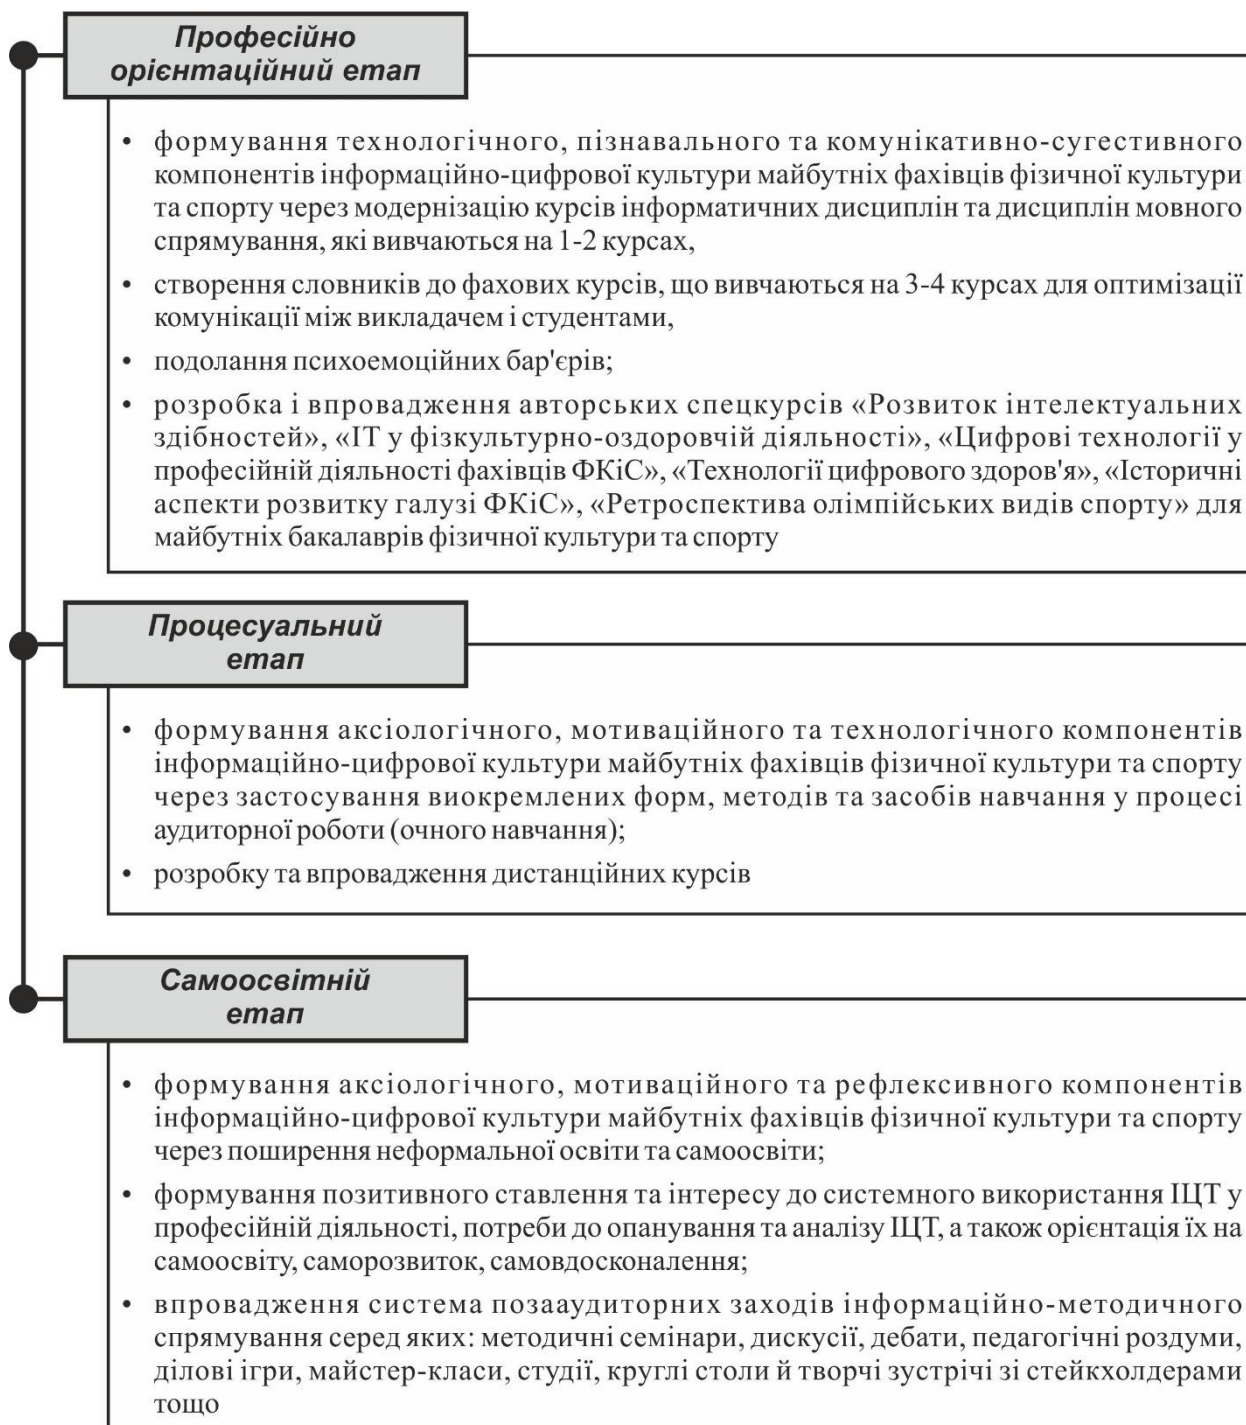 Професійно
орієнтаційний етап
• формування технологічного, пізнавального та комунікативно-сугестивного
компонентів інформаційно-цифрової культури майбутніх фахівців фізичної культури
та спорту через модернізацію курсів інформатичних дисциплін та дисциплін мовного
спрямування, які вивчаються на 1-2 курсах,
• створення словників до фахових курсів, що вивчаються на 3-4 курсах для оптимізації
комунікації між викладачем і студентами,
• подолання психоемоційних бар'єрів;
• розробка і впровадження авторських спецкурсів «Розвиток інтелектуальних
здібностей», «ІТ у фізкультурно-оздоровчій діяльності», «Цифрові технології у
професійній діяльності фахівців ФКіС», «Технології цифрового здоров'я», «Історичні
аспекти розвитку галузі ФКіС», «Ретроспектива олімпійських видів спорту» для
майбутніх бакалаврів фізичної культури та спорту
Процесуальний
етап
• формування аксіологічного, мотиваційного та технологічного компонентів
інформаційно-цифрової культури майбутніх фахівців фізичної культури та спорту
через застосування виокремлених форм, методів та засобів навчання у процесі
аудиторної роботи (очного навчання);
• розробку та впровадження дистанційних курсів
Самоосвітній
етап
• формування аксіологічного, мотиваційного та рефлексивного компонентів
інформаційно-цифрової культури майбутніх фахівців фізичної культури та спорту
через поширення неформальної освіти та самоосвіти;
• формування позитивного ставлення та інтересу до системного використання ІЦТ у
професійній діяльності, потреби до опанування та аналізу ІЦТ, а також орієнтація їх на
самоосвіту, саморозвиток, самовдосконалення;
• впровадження система позааудиторних заходів інформаційно-методичного
спрямування серед яких: методичні семінари, дискусії, дебати, педагогічні роздуми,
ділові ігри, майстер-класи, студії, круглі столи й творчі зустрічі зі стейкхолдерами
тощо